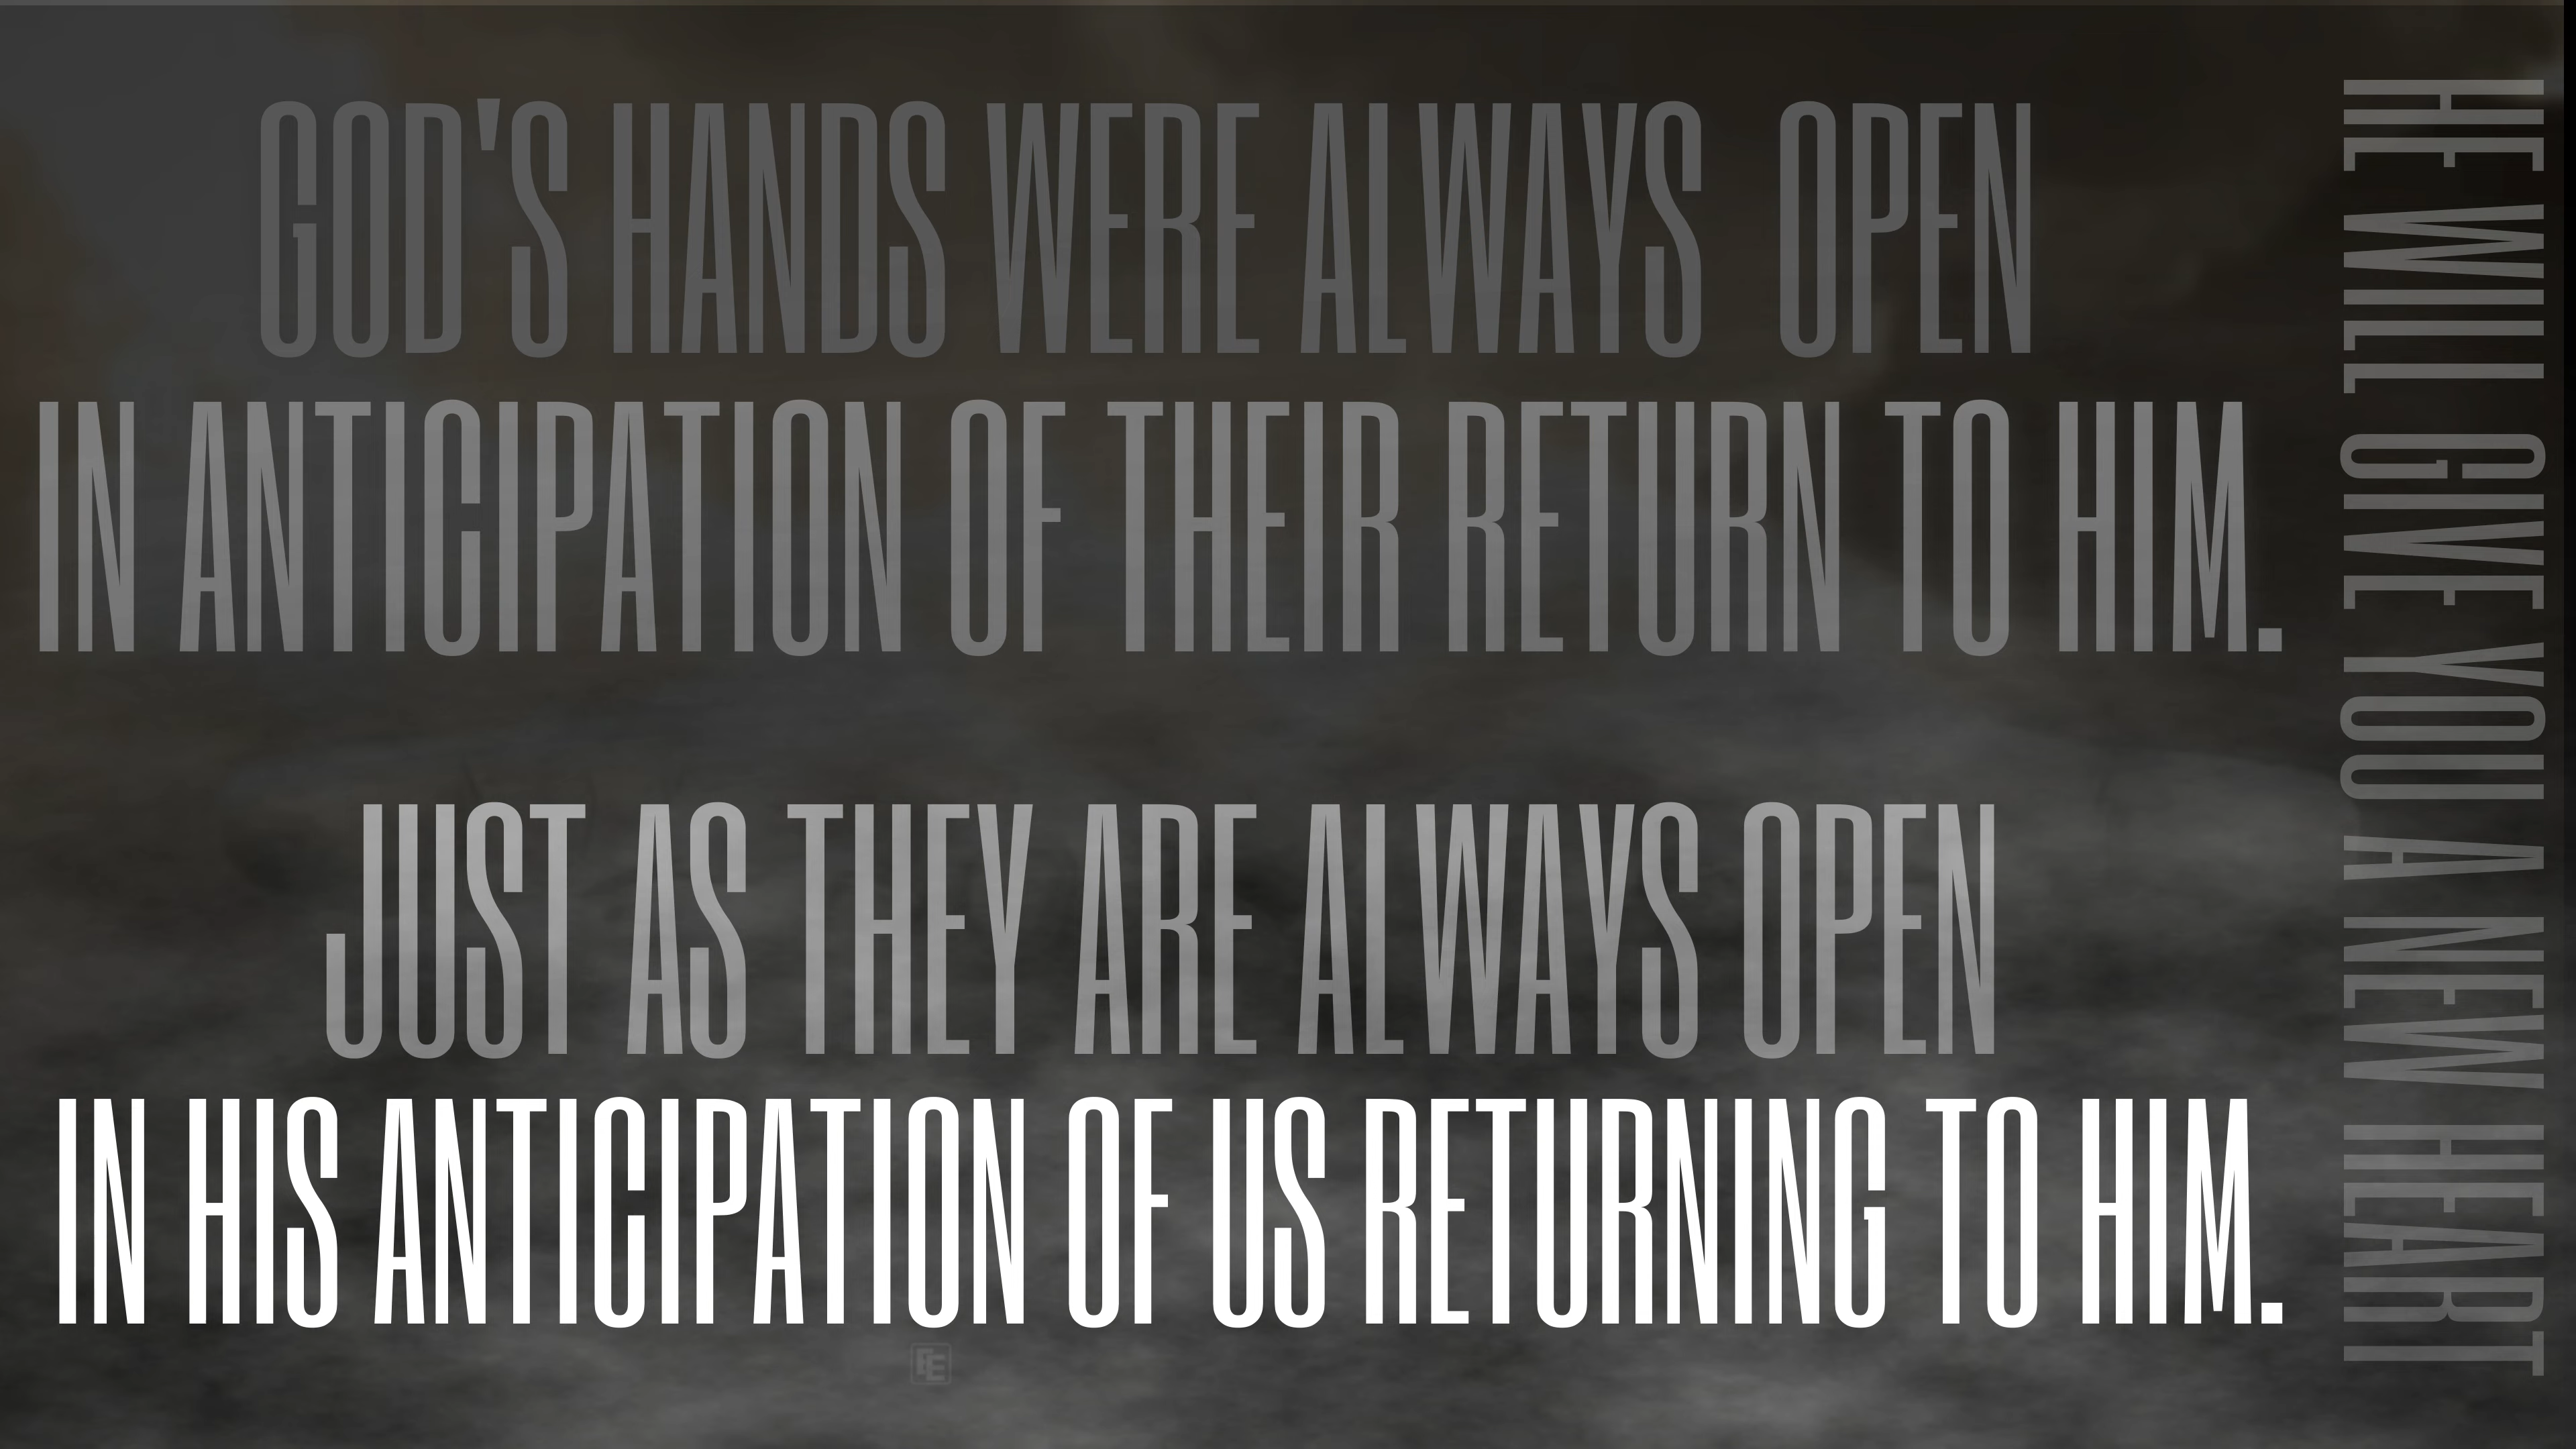 GOD'S HANDS WERE ALWAYS OPEN
IN ANTICIPATION OF THEIR RETURN TO HIM.
JUST AS THEY ARE ALWAYS OPEN
IN HIS ANTICIPATION OF US RETURNING TO HIM.
HE WILL GIVE YOU A NEW HEART